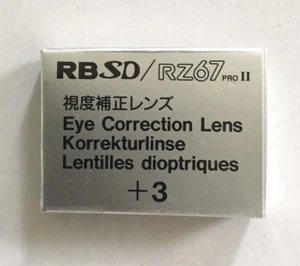 RBSD/RZ67 PRO II
視度補正レンズ
Eye Correction Lens
Korrekturlinse
Lentilles dioptriques
+3